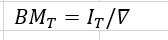 BM_T = I_T/∇